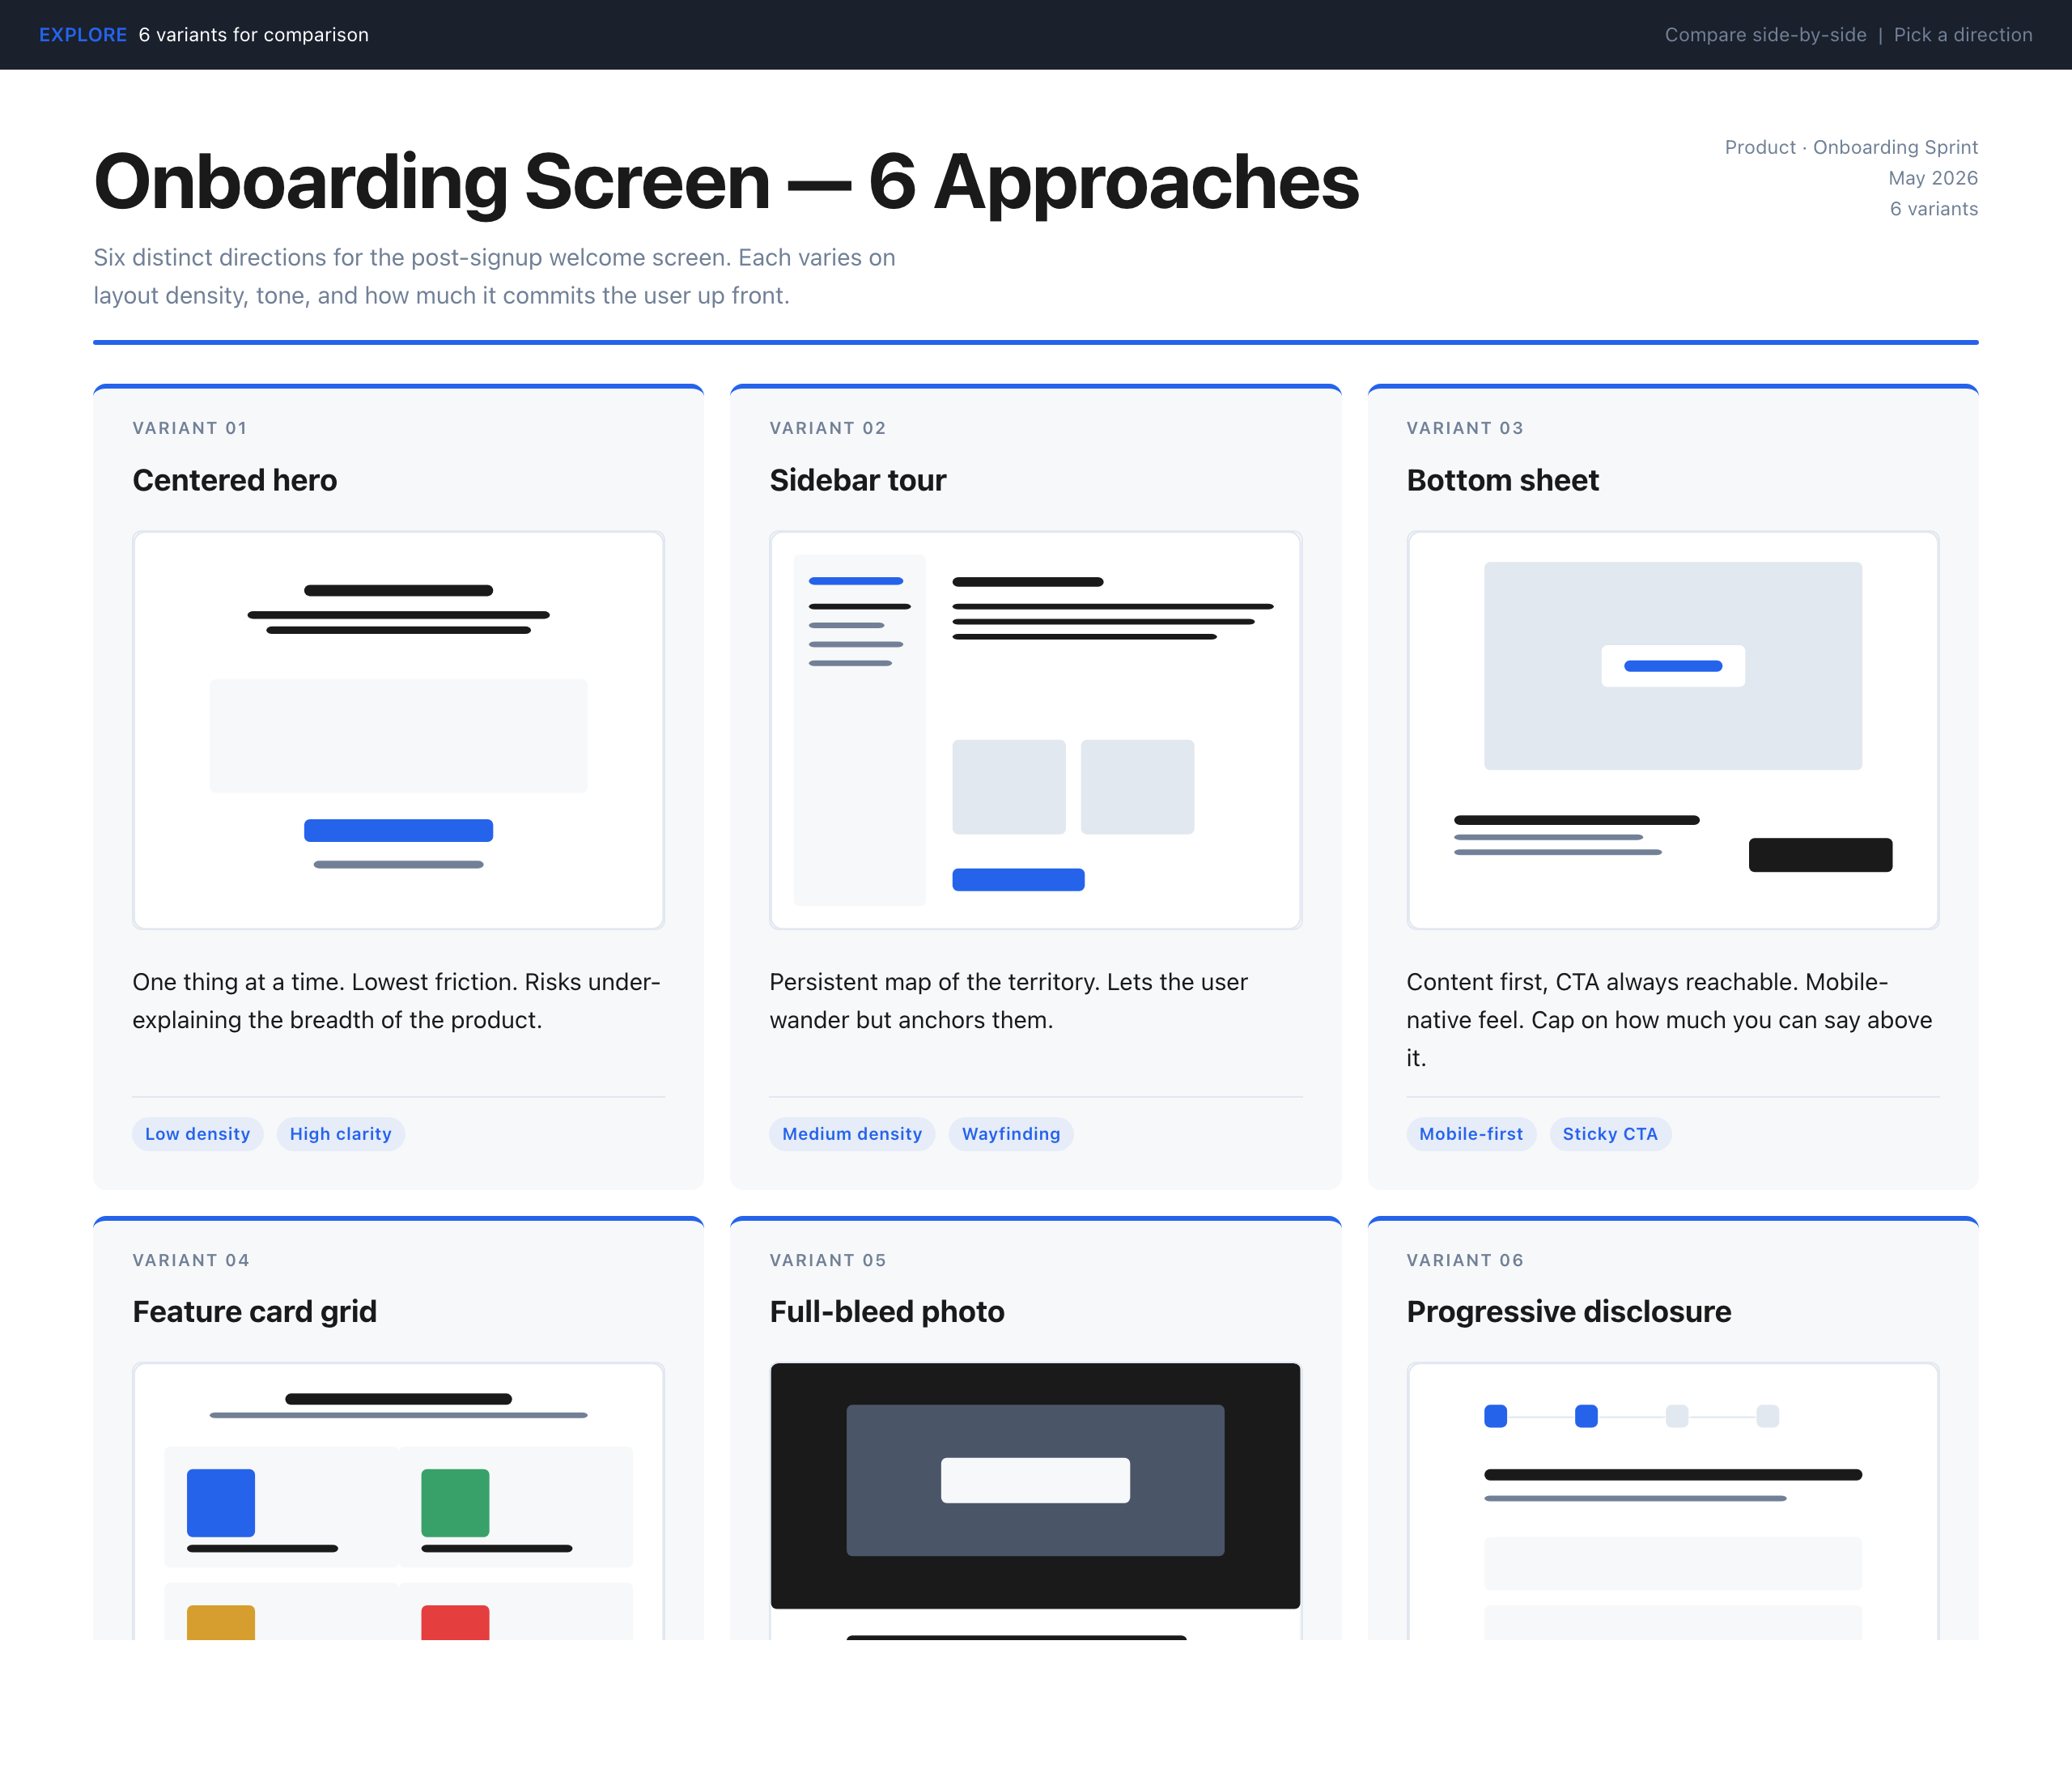 EXPLORE 6 variants for comparison
Compare side-by-side | Pick a direction
Onboarding Screen — 6 Approaches
Product · Onboarding Sprint
May 2026
6 variants
Six distinct directions for the post-signup welcome screen. Each varies on
layout density, tone, and how much it commits the user up front.
VARIANT 01
Centered hero
One thing at a time. Lowest friction. Risks under-
explaining the breadth of the product.
Low density High clarity
VARIANT 02
Sidebar tour
Persistent map of the territory. Lets the user
wander but anchors them.
Medium density Wayfinding
VARIANT 03
Bottom sheet
Content first, CTA always reachable. Mobile-
native feel. Cap on how much you can say above
it.
Mobile-first Sticky CTA
VARIANT 04
Feature card grid
VARIANT 05
Full-bleed photo
VARIANT 06
Progressive disclosure